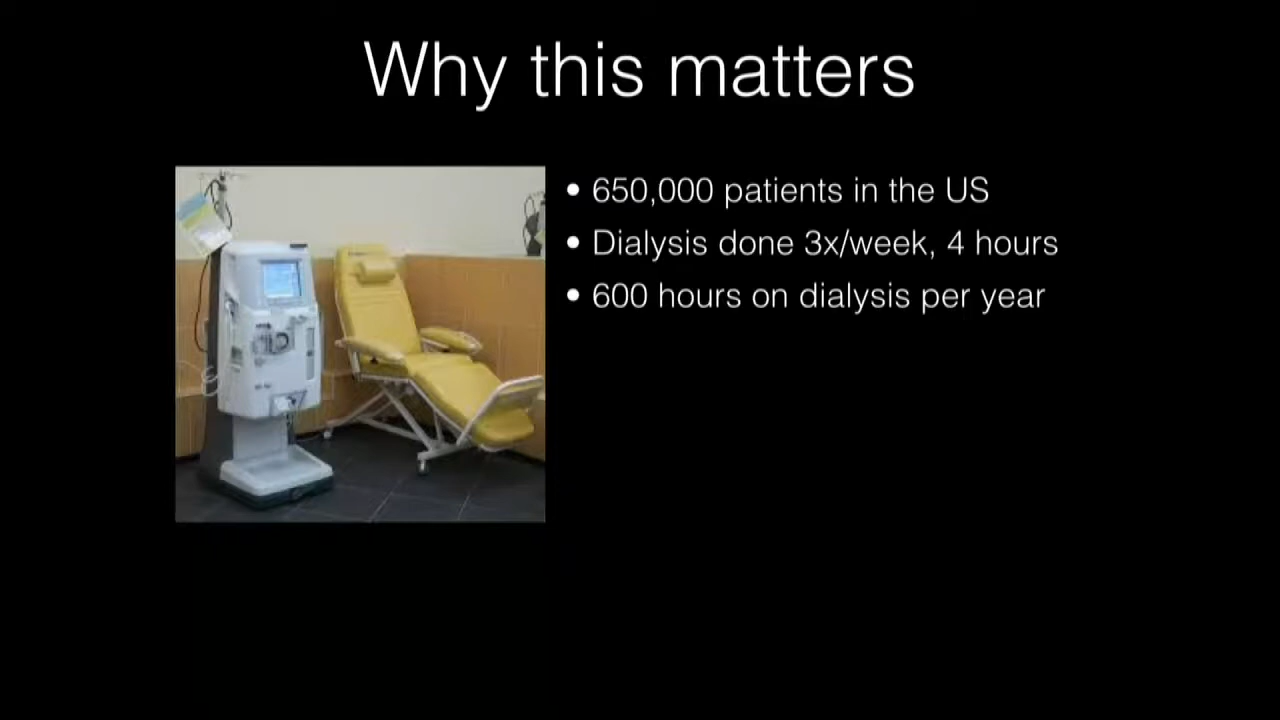 Why this matters
• 650,000 patients in the US
• Dialysis done 3x/week, 4 hours
• 600 hours on dialysis per year